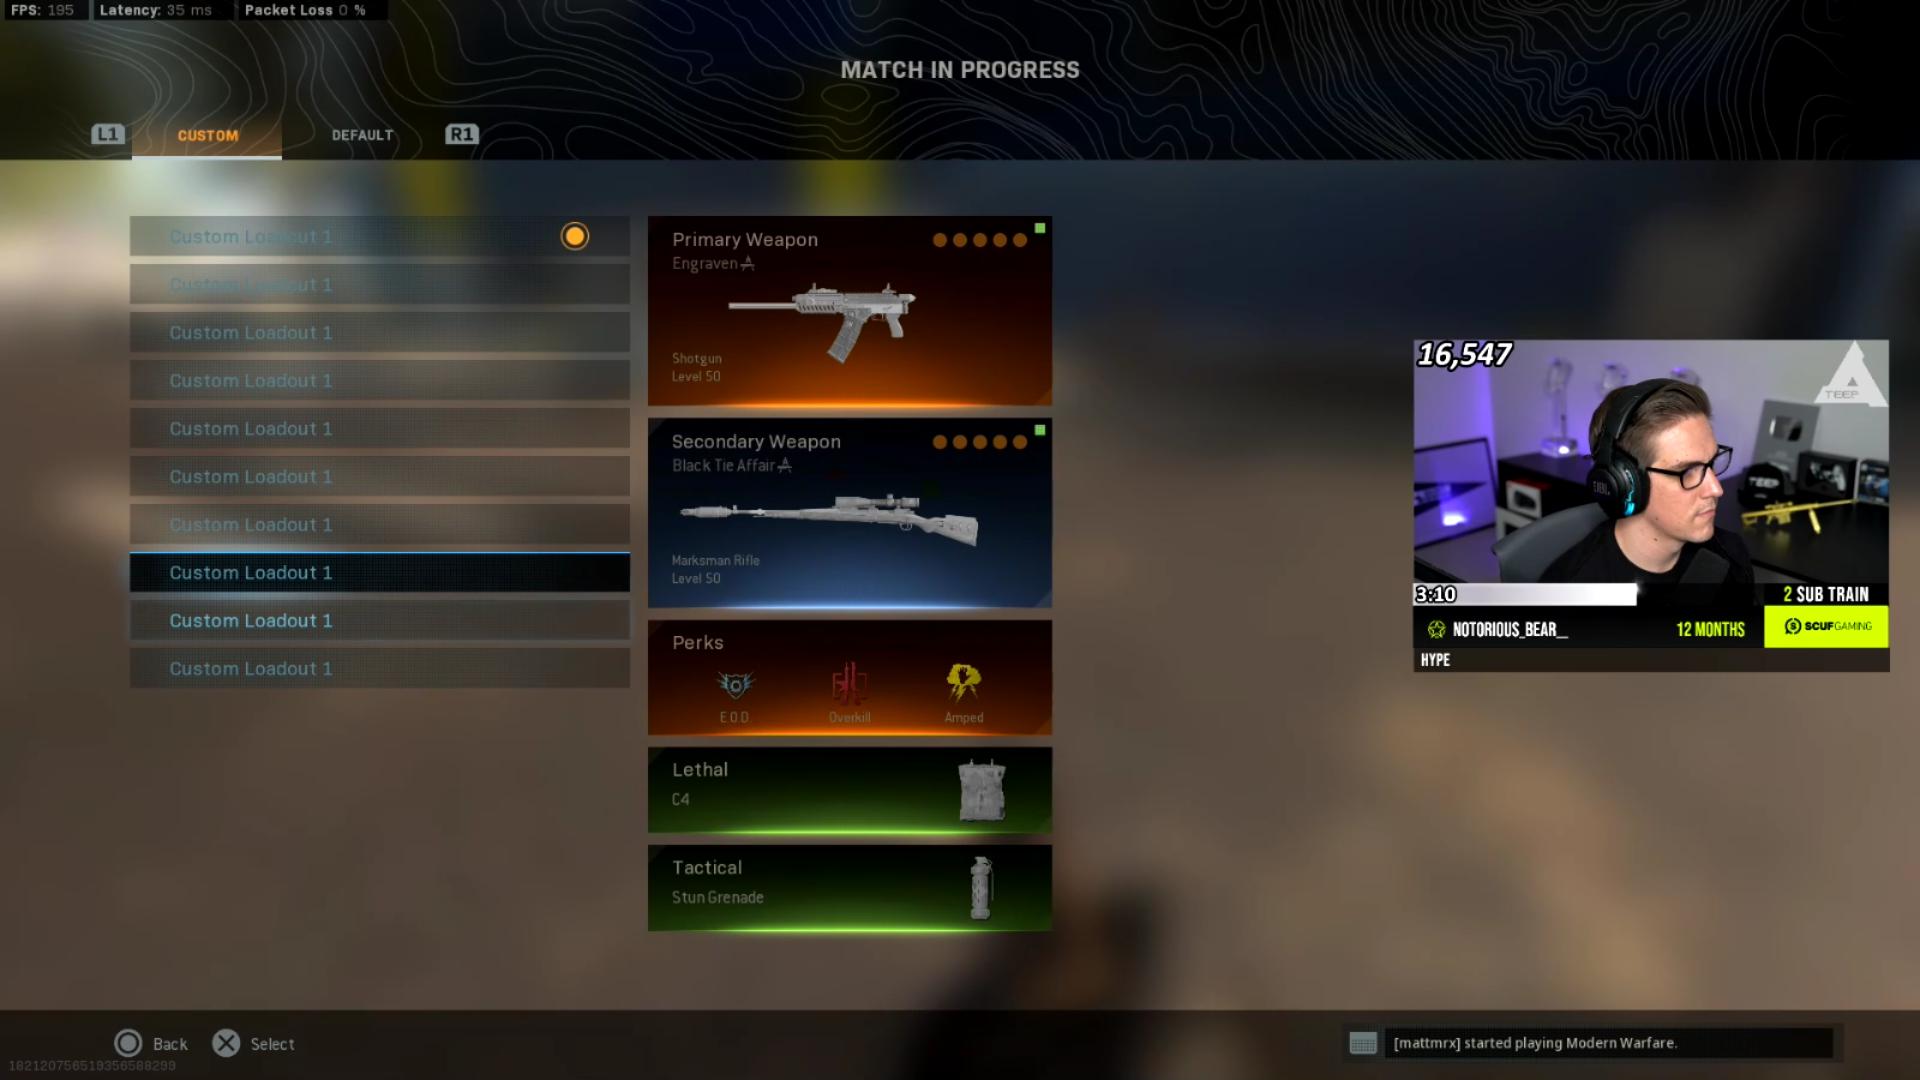 FPS: 195 Latency: 35 ms Packet Loss 0 %
MATCH IN PROGRESS
L1 CUSTOM DEFAULT R1
Custom Loadout 1
Custom Loadout 1
Custom Loadout 1
Custom Loadout 1
Custom Loadout 1
Custom Loadout 1
Custom Loadout 1
Custom Loadout 1
Custom Loadout 1
Custom Loadout 1
Primary Weapon
Engraven
Shotgun
Level 50
Secondary Weapon
Black Tie Affair
Marksman Rifle
Level 50
Perks
E.O.D. Overkill Amped
Lethal
C4
Tactical
Stun Grenade
16,547
TEEP
TEEP
3:10
2 SUB TRAIN
NOTORIOUS_BEAR__ 12 MONTHS
SCUF GAMING
HYPE
Back Select
[mattmrx] started playing Modern Warfare.
18212075651935658829​9